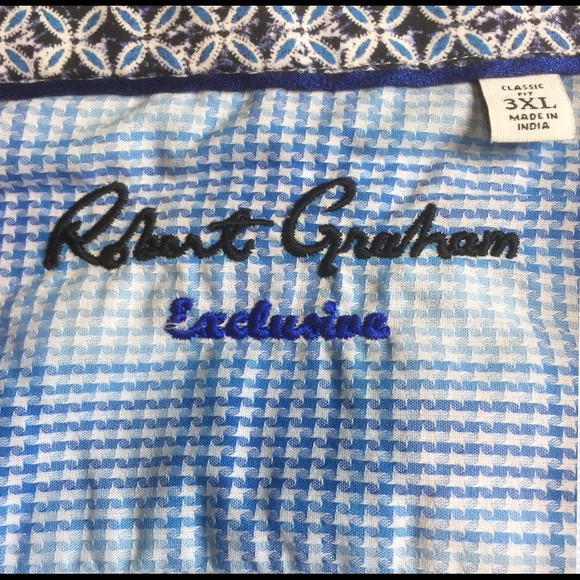 CLASSIC
FIT
3XL
MADE IN
INDIA
Robert Graham
Exclusive